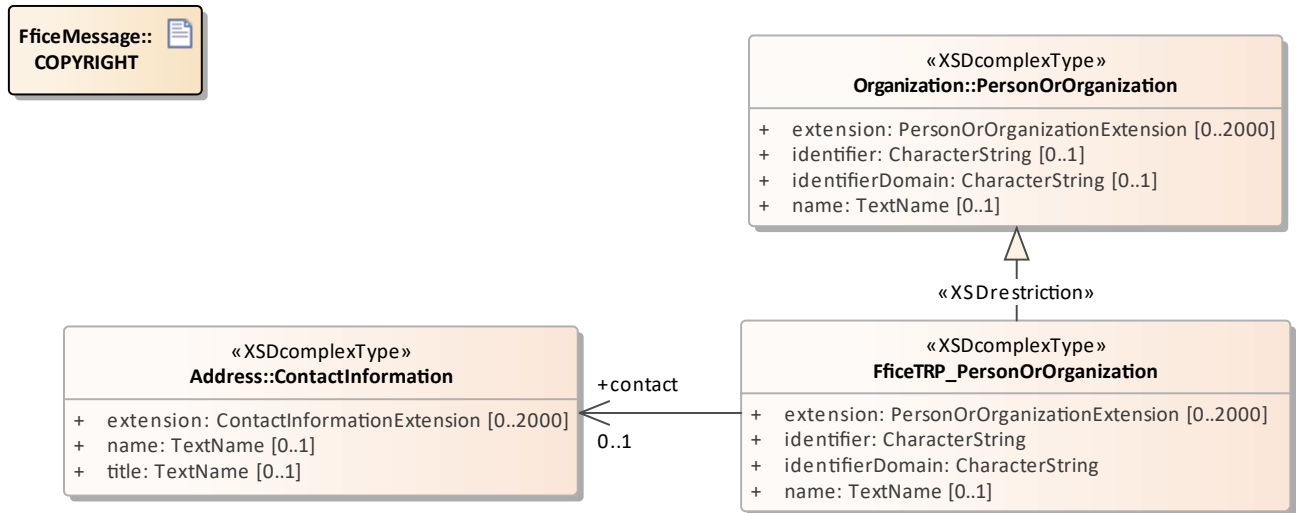 FficeMessage::
COPYRIGHT
«XSDcomplexType»
Organization::PersonOrOrganization
+ extension: PersonOrOrganizationExtension [0..2000]
+ identifier: CharacterString [0..1]
+ identifierDomain: CharacterString [0..1]
+ name: TextName [0..1]
«XSDrestriction»
«XSDcomplexType»
Address::ContactInformation
+ extension: ContactInformationExtension [0..2000]
+ name: TextName [0..1]
+ title: TextName [0..1]
+contact
0..1
«XSDcomplexType»
FficeTRP_PersonOrOrganization
+ extension: PersonOrOrganizationExtension [0..2000]
+ identifier: CharacterString
+ identifierDomain: CharacterString
+ name: TextName [0..1]